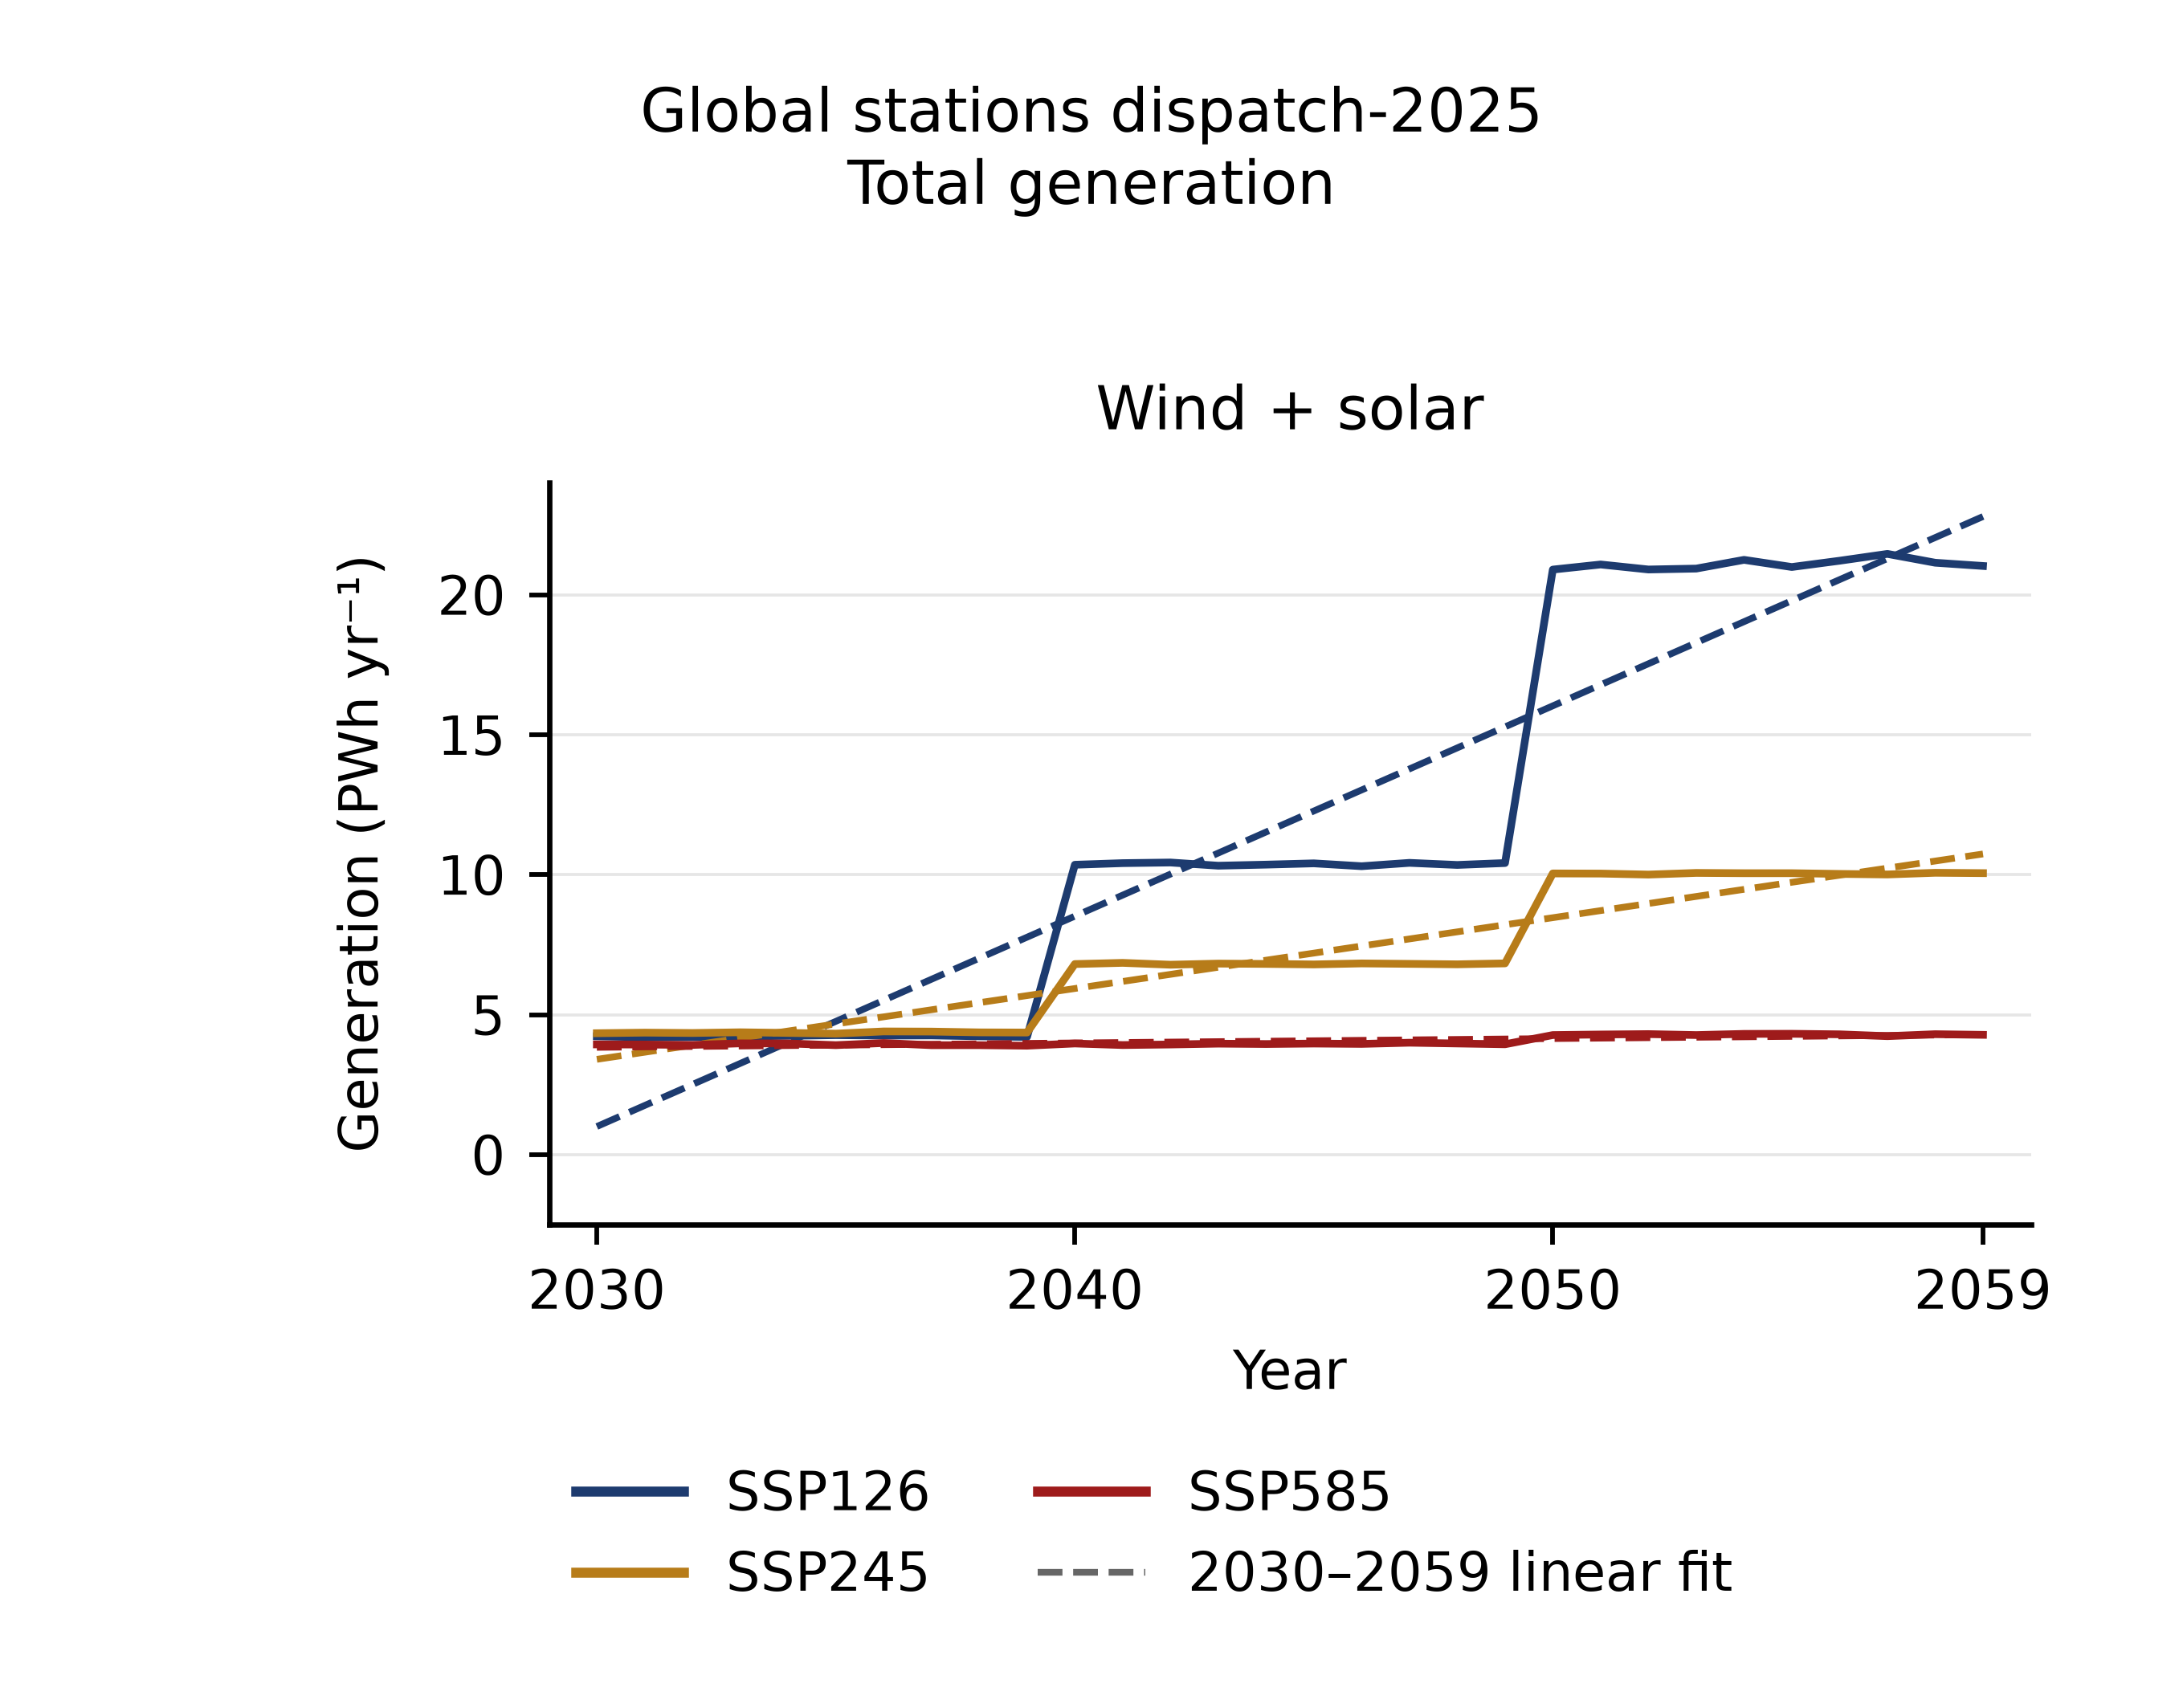 Global stations dispatch-2025
Total generation
Wind + solar
Generation (PWh yr⁻¹)
20
15
10
5
0
2030 2040 2050 2059
Year
SSP126 SSP585
SSP245 2030–2059 linear fit